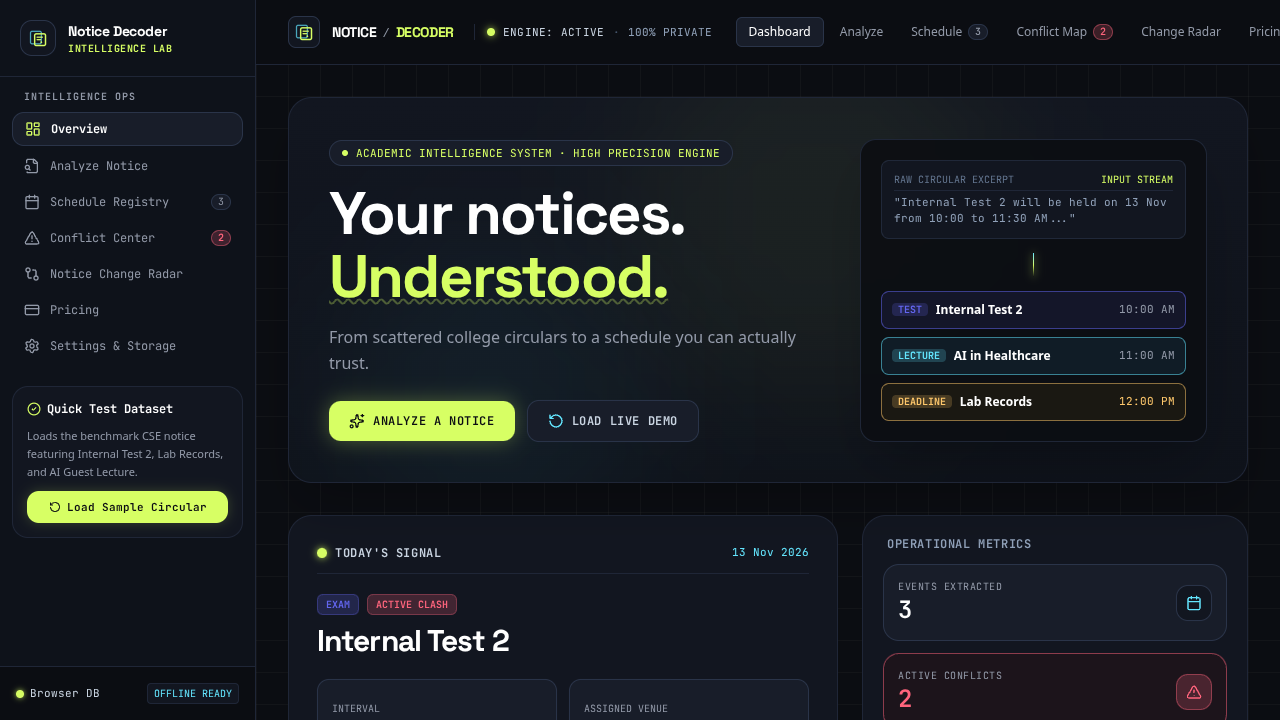 Notice Decoder
INTELLIGENCE LAB
INTELLIGENCE OPS
Overview
Analyze Notice
Schedule Registry 3
Conflict Center 2
Notice Change Radar
Pricing
Settings & Storage
Quick Test Dataset
Loads the benchmark CSE notice
featuring Internal Test 2, Lab Records,
and AI Guest Lecture.
Load Sample Circular
Browser DB OFFLINE READY
NOTICE / DECODER ENGINE: ACTIVE · 100% PRIVATE Dashboard Analyze Schedule 3 Conflict Map 2 Change Radar Pricin
ACADEMIC INTELLIGENCE SYSTEM · HIGH PRECISION ENGINE
Your notices.
Understood.
From scattered college circulars to a schedule you can actually
trust.
ANALYZE A NOTICE LOAD LIVE DEMO
RAW CIRCULAR EXCERPT INPUT STREAM
"Internal Test 2 will be held on 13 Nov
from 10:00 to 11:30 AM..."
TEST Internal Test 2 10:00 AM
LECTURE AI in Healthcare 11:00 AM
DEADLINE Lab Records 12:00 PM
TODAY'S SIGNAL 13 Nov 2026
EXAM ACTIVE CLASH
Internal Test 2
INTERVAL ASSIGNED VENUE
OPERATIONAL METRICS
EVENTS EXTRACTED
3
ACTIVE CONFLICTS
2